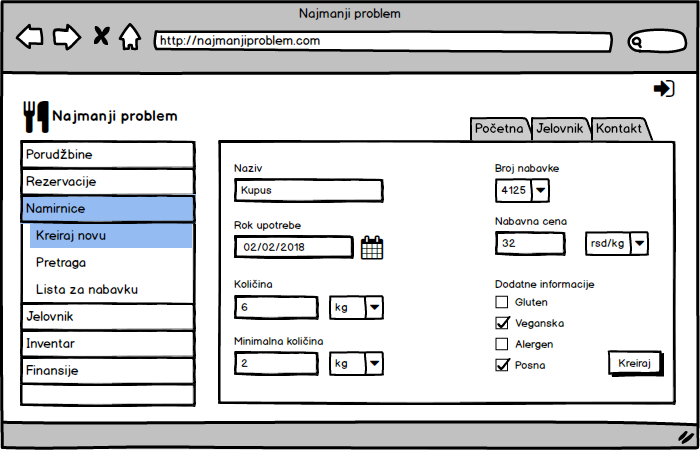 Najmanji problem
http://najmanjiproblem.com
Najmanji problem
Početna
Jelovnik
Kontakt
Porudžbine
Rezervacije
Namirnice
Kreiraj novu
Pretraga
Lista za nabavku
Jelovnik
Inventar
Finansije
Naziv
Kupus
Rok upotrebe
02/02/2018
Količina
6
kg
Minimalna količina
2
kg
Broj nabavke
4125
Nabavna cena
32
rsd/kg
Dodatne informacije
Gluten
Veganska
Alergen
Posna
Kreiraj